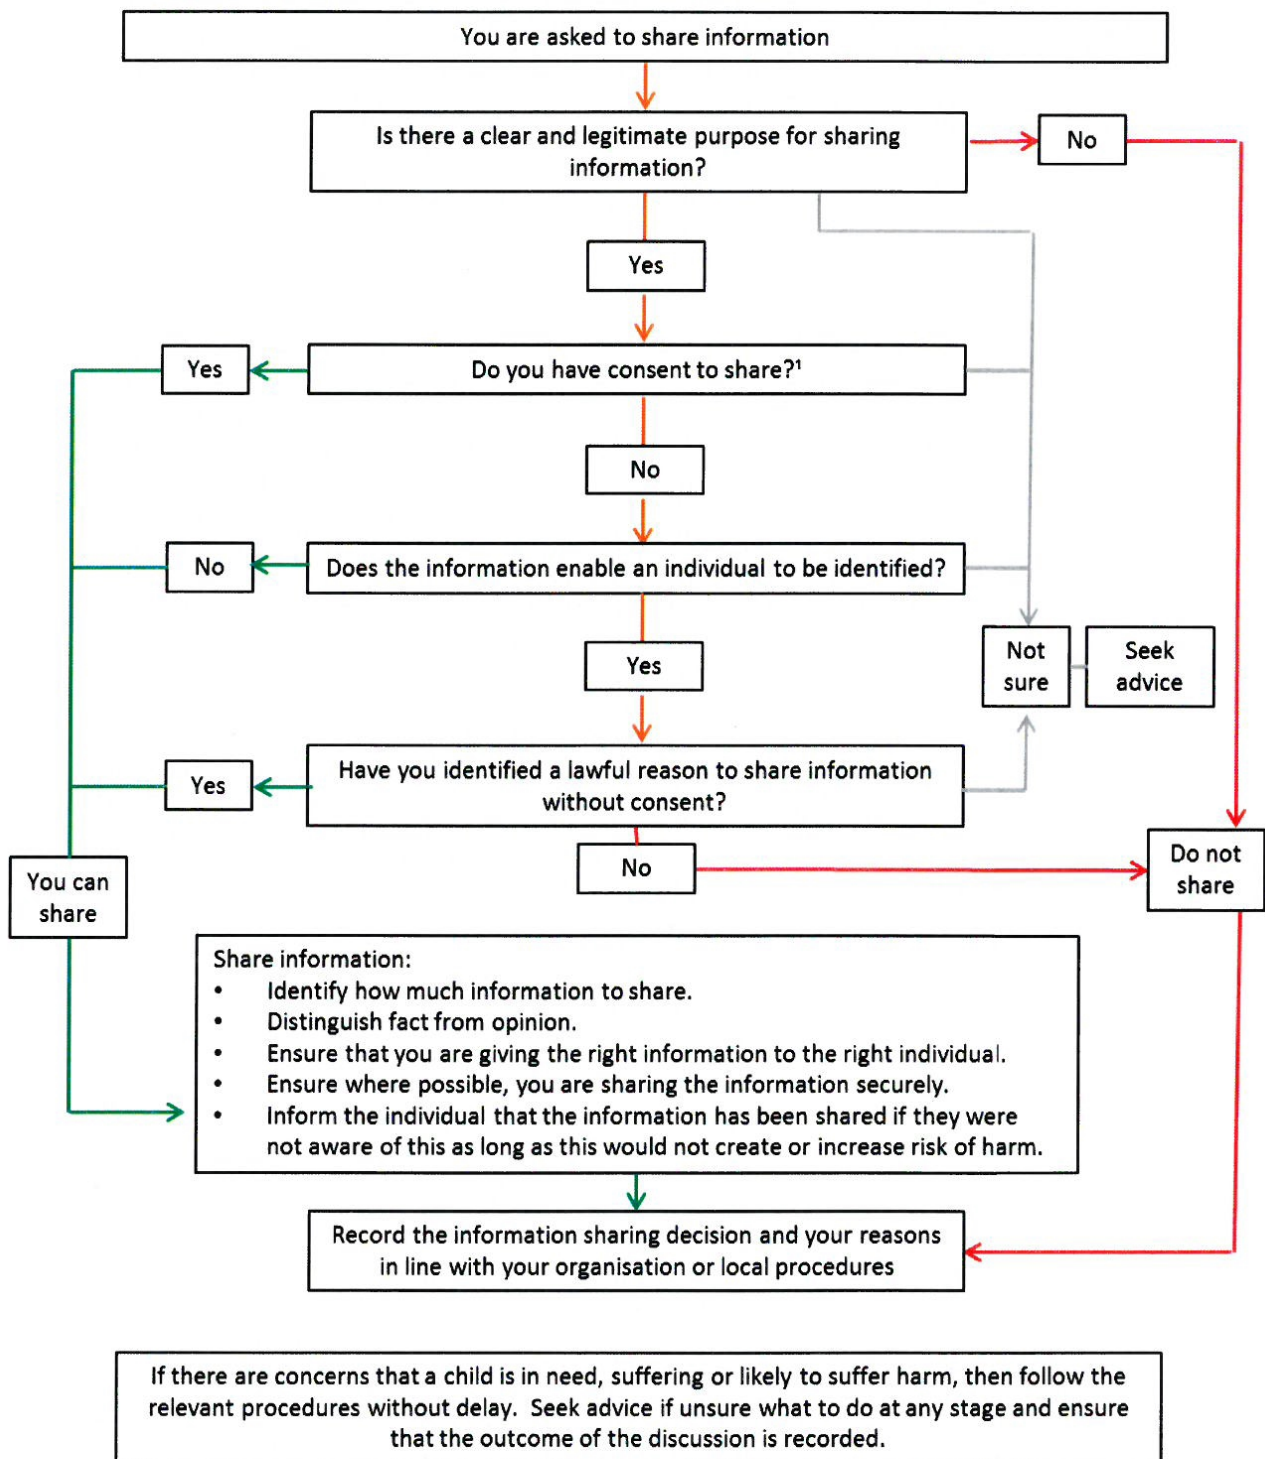 You are asked to share information
Is there a clear and legitimate purpose for sharing
information?
No
Yes
Yes
Do you have consent to share?¹
No
No
Does the information enable an individual to be identified?
Yes
Not
sure
Seek
advice
Yes
Have you identified a lawful reason to share information
without consent?
No
Do not
share
You can
share
Share information:
• Identify how much information to share.
• Distinguish fact from opinion.
• Ensure that you are giving the right information to the right individual.
• Ensure where possible, you are sharing the information securely.
• Inform the individual that the information has been shared if they were
not aware of this as long as this would not create or increase risk of harm.
Record the information sharing decision and your reasons
in line with your organisation or local procedures
If there are concerns that a child is in need, suffering or likely to suffer harm, then follow the
relevant procedures without delay. Seek advice if unsure what to do at any stage and ensure
that the outcome of the discussion is recorded.